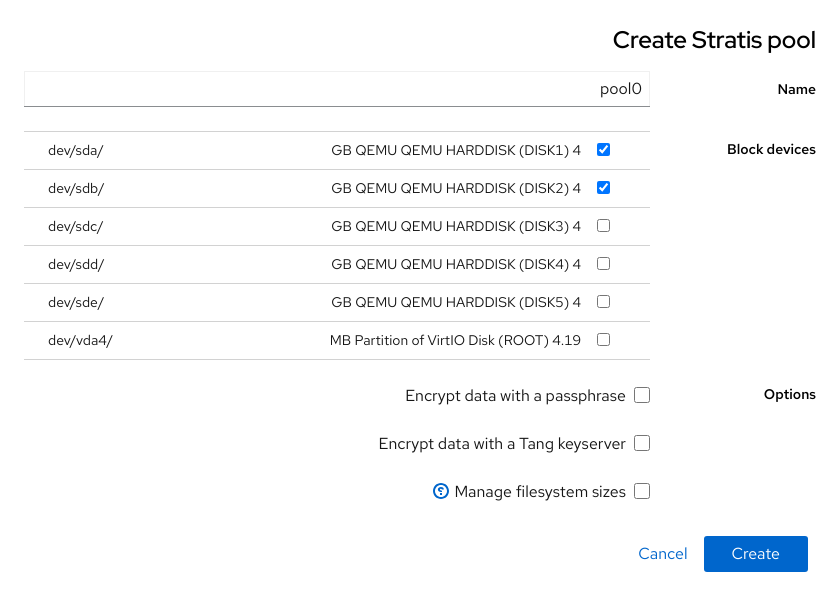 Create Stratis pool
Name
pool0
Block devices
GB QEMU QEMU HARDDISK (DISK1) 4
dev/sda/
GB QEMU QEMU HARDDISK (DISK2) 4
dev/sdb/
GB QEMU QEMU HARDDISK (DISK3) 4
dev/sdc/
GB QEMU QEMU HARDDISK (DISK4) 4
dev/sdd/
GB QEMU QEMU HARDDISK (DISK5) 4
dev/sde/
MB Partition of VirtIO Disk (ROOT) 4.19
dev/vda4/
Options
Encrypt data with a passphrase
Encrypt data with a Tang keyserver
Manage filesystem sizes
Create
Cancel